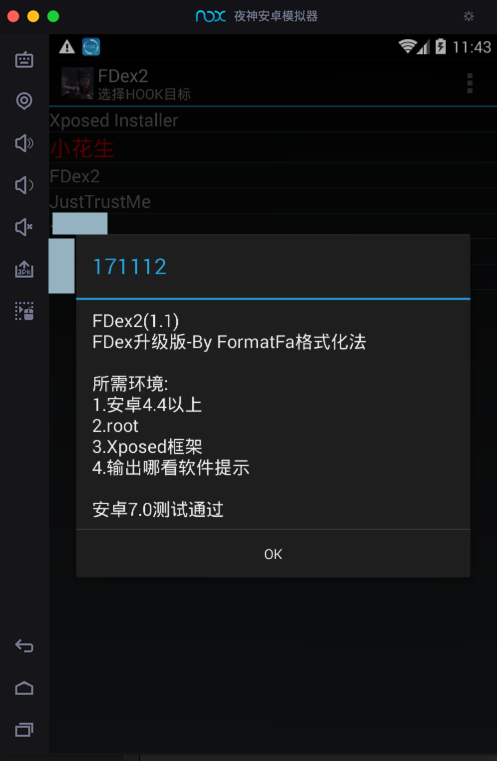 nox 夜神安卓模拟器
11:43
FDex2
选择HOOK目标
Xposed Installer
小花生
FDex2
JustTrustMe
171112
FDex2(1.1)
FDex升级版-By FormatFa格式化法
所需环境:
1.安卓4.4以上
2.root
3.Xposed框架
4.输出哪看软件提示
安卓7.0测试通过
OK